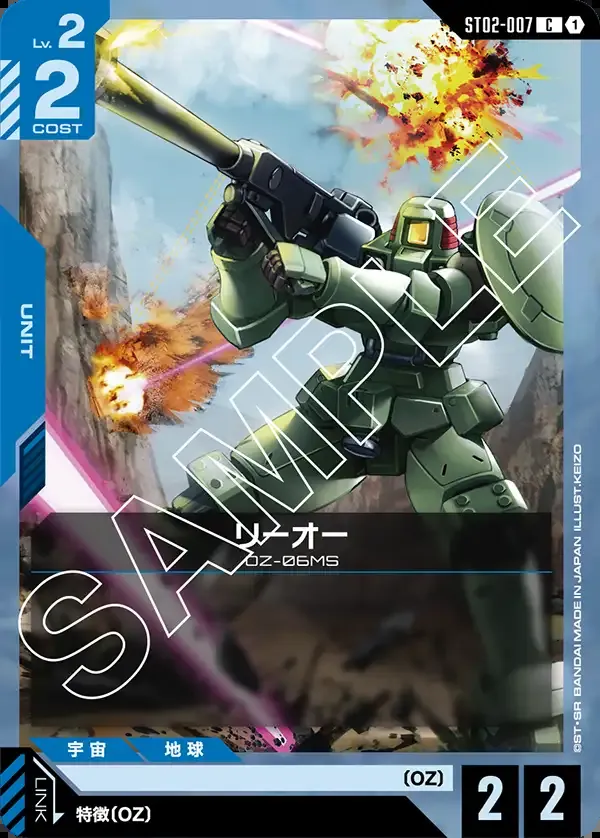 Lv. 2
ST02-007 C 1
2
COST
UNIT
SAMPLE
リーオー
OZ-06MS
©ST・SR BANDAI MADE IN JAPAN ILLUST:KEIZO
宇宙 地球
LINK
(OZ)
特徴(OZ)
2 2